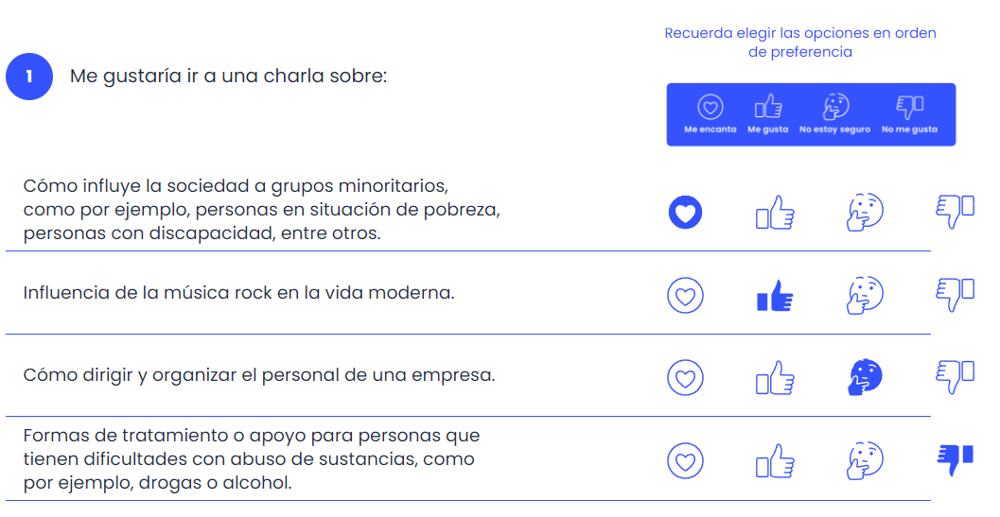 Recuerda elegir las opciones en orden
de preferencia
1
Me gustaría ir a una charla sobre:
Me encanta Me gusta No estoy seguro No me gusta
Cómo influye la sociedad a grupos minoritarios,
como por ejemplo, personas en situación de pobreza,
personas con discapacidad, entre otros.
Influencia de la música rock en la vida moderna.
Cómo dirigir y organizar el personal de una empresa.
Formas de tratamiento o apoyo para personas que
tienen dificultades con abuso de sustancias, como
por ejemplo, drogas o alcohol.